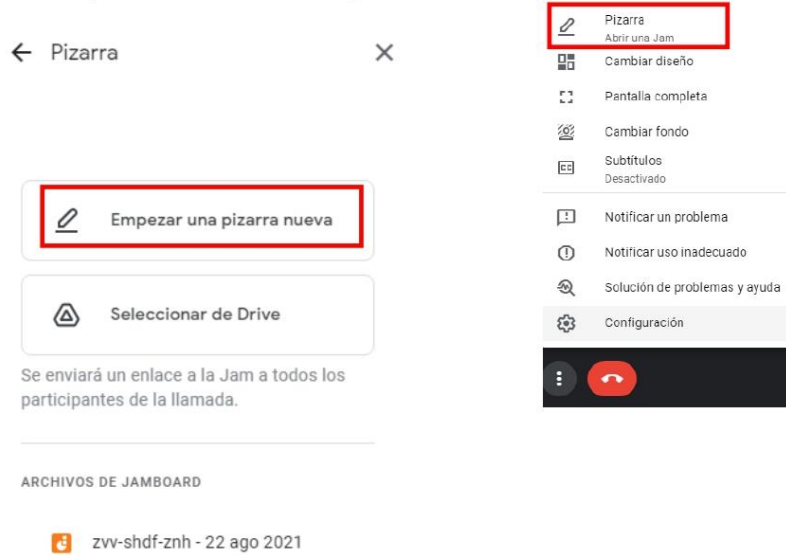 Pizarra
Empezar una pizarra nueva
Seleccionar de Drive
Se enviará un enlace a la Jam a todos los
participantes de la llamada.
ARCHIVOS DE JAMBOARD
zvv-shdf-znh - 22 ago 2021
Pizarra
Abrir una Jam
Cambiar diseño
Pantalla completa
Cambiar fondo
Subtítulos
Desactivado
Notificar un problema
Notificar uso inadecuado
Solución de problemas y ayuda
Configuración